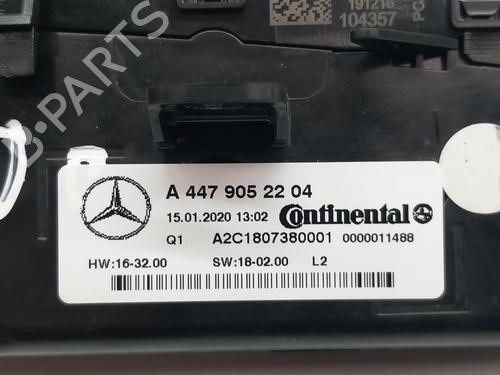 191216
104357
PC
B-PARTS
A 447 905 22 04
15.01.2020 13:02 Continental
Q1 A2C1807380001 0000011488
HW:16-32.00 SW:18-02.00 L2